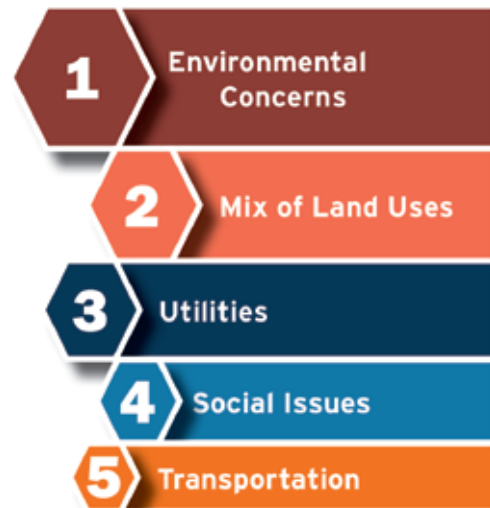 1
Environmental
Concerns
2
Mix of Land Uses
3
Utilities
4
Social Issues
5
Transportation